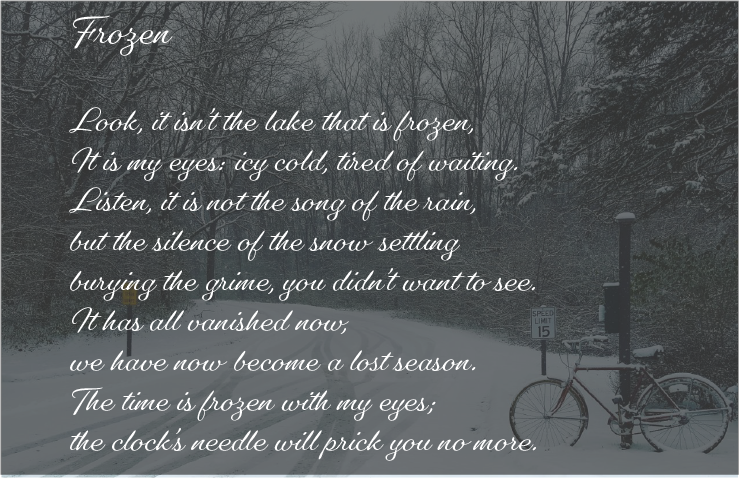 Frozen
Look, it isn't the lake that is frozen,
It is my eyes: icy cold, tired of waiting.
Listen, it is not the song of the rain,
but the silence of the snow settling
burying the grime, you didn't want to see.
It has all vanished now,
we have now become a lost season.
The time is frozen with my eyes;
the clock's needle will prick you no more.
SPEED
LIMIT
15